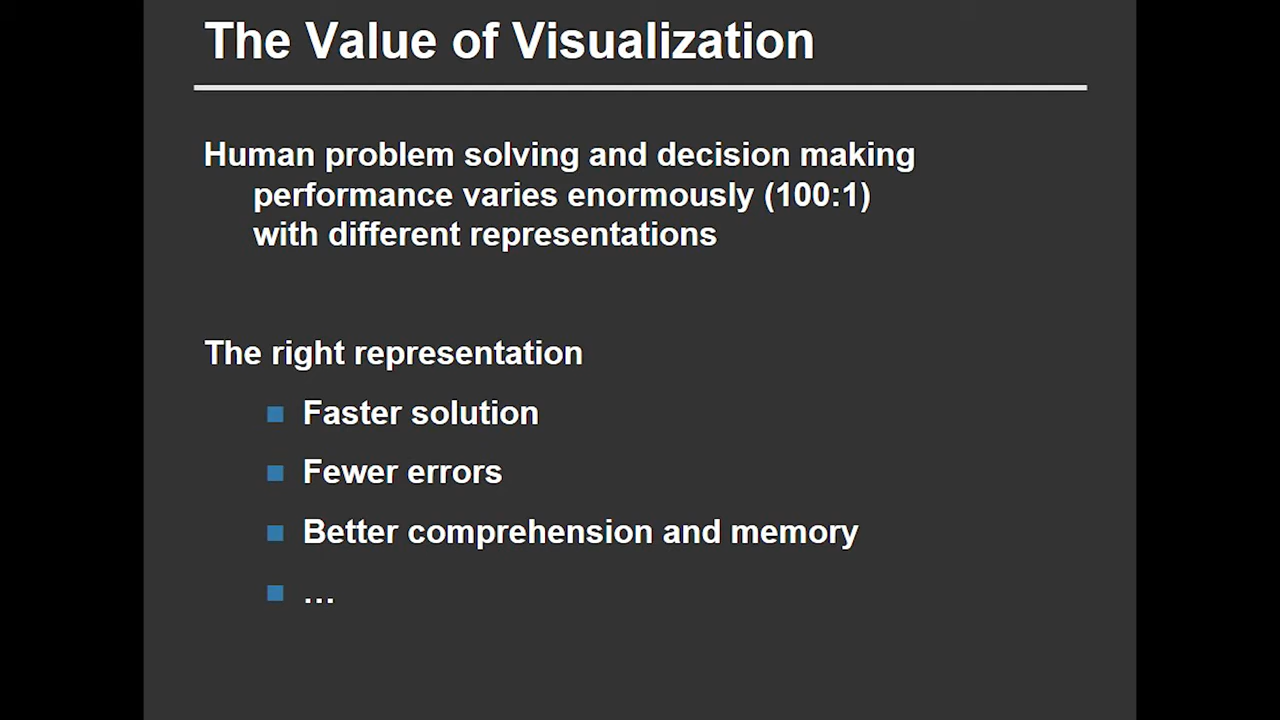 The Value of Visualization
Human problem solving and decision making
performance varies enormously (100:1)
with different representations
The right representation
■ Faster solution
■ Fewer errors
■ Better comprehension and memory
■ …